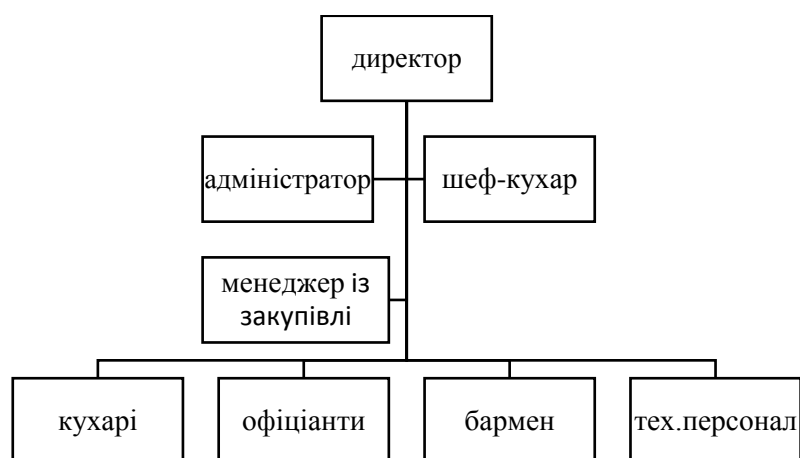 директор
адміністратор
шеф-кухар
менеджер із
закупівлі
кухарі
офіціанти
бармен
тех.персонал